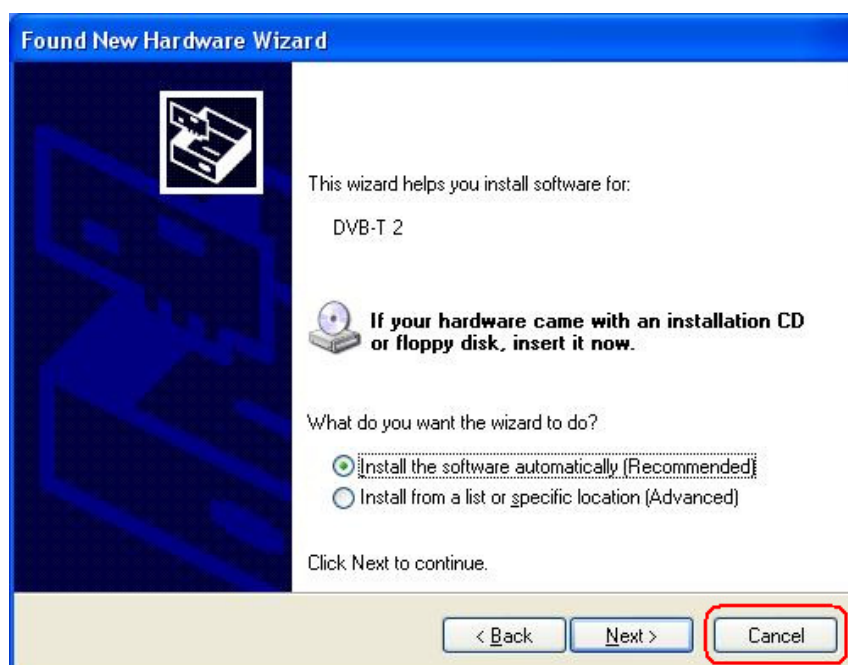 Found New Hardware Wizard
This wizard helps you install software for:
DVB-T 2
If your hardware came with an installation CD
or floppy disk, insert it now.
What do you want the wizard to do?
Install the software automatically (Recommended)
Install from a list or specific location (Advanced)
Click Next to continue.
< Back Next > Cancel